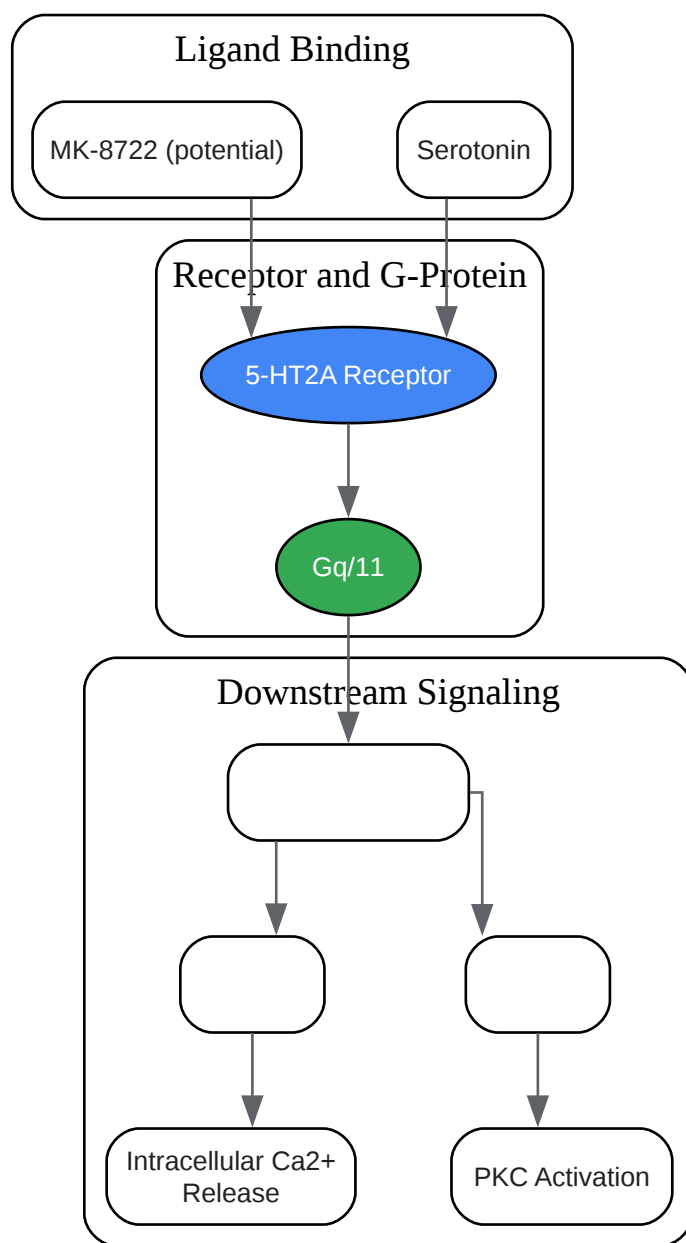 Ligand Binding
MK-8722 (potential)
Serotonin
Receptor and G-Protein
5-HT2A Receptor
Gq/11
Downstream Signaling
Intracellular Ca2+
Release
PKC Activation